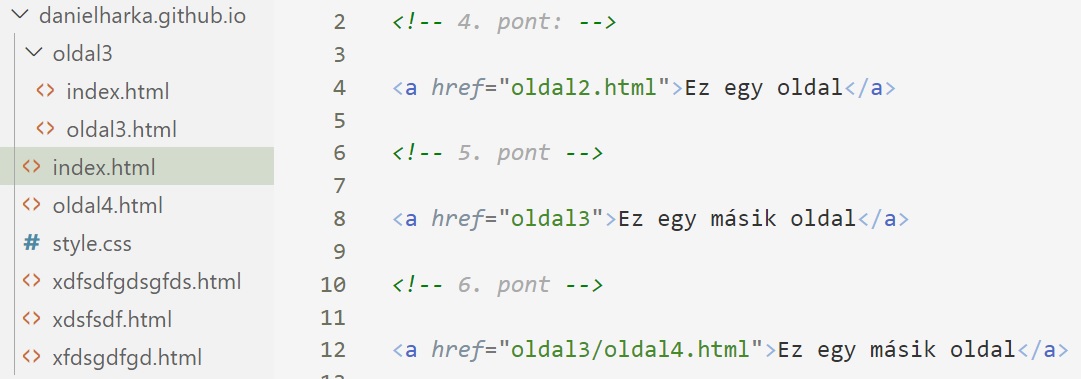 danielharka.github.io
oldal3
index.html
oldal3.html
index.html
oldal4.html
# style.css
xdfsdfgdsgfds.html
xdsfsdf.html
xfdsgdfgd.html
2 <!-- 4. pont: -->
3
4 <a href="oldal2.html">Ez egy oldal</a>
5
6 <!-- 5. pont -->
7
8 <a href="oldal3">Ez egy másik oldal</a>
9
10 <!-- 6. pont -->
11
12 <a href="oldal3/oldal4.html">Ez egy másik oldal</a>